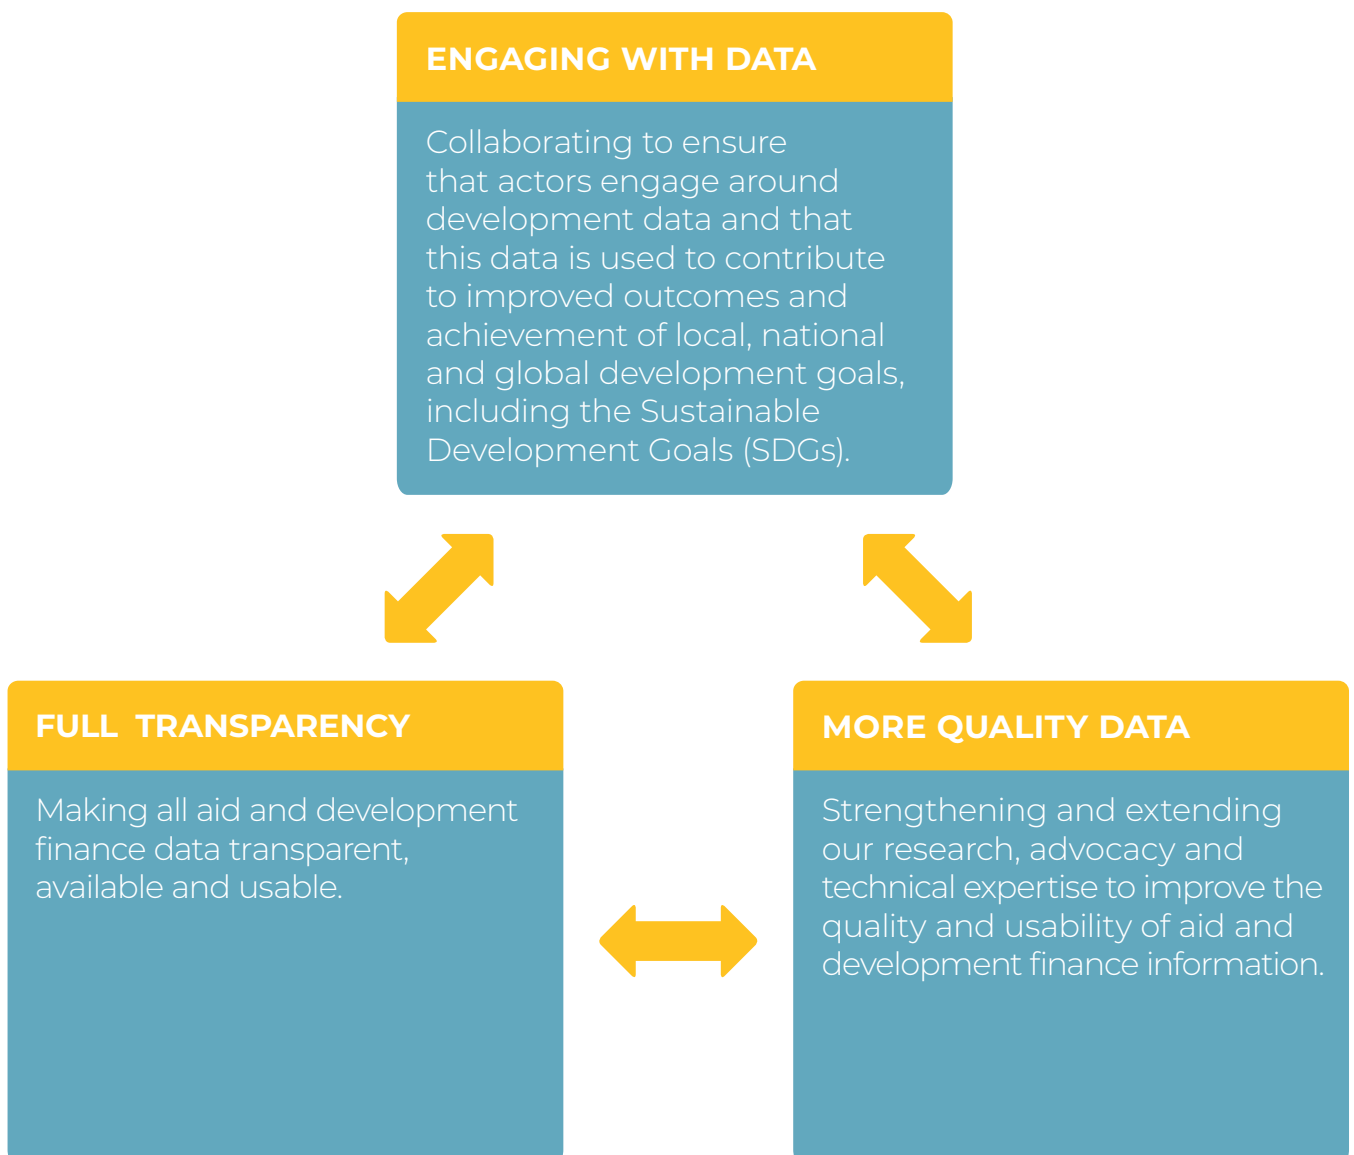 ENGAGING WITH DATA
Collaborating to ensure
that actors engage around
development data and that
this data is used to contribute
to improved outcomes and
achievement of local, national
and global development goals,
including the Sustainable
Development Goals (SDGs).
FULL TRANSPARENCY
Making all aid and development
finance data transparent,
available and usable.
MORE QUALITY DATA
Strengthening and extending
our research, advocacy and
technical expertise to improve the
quality and usability of aid and
development finance information.